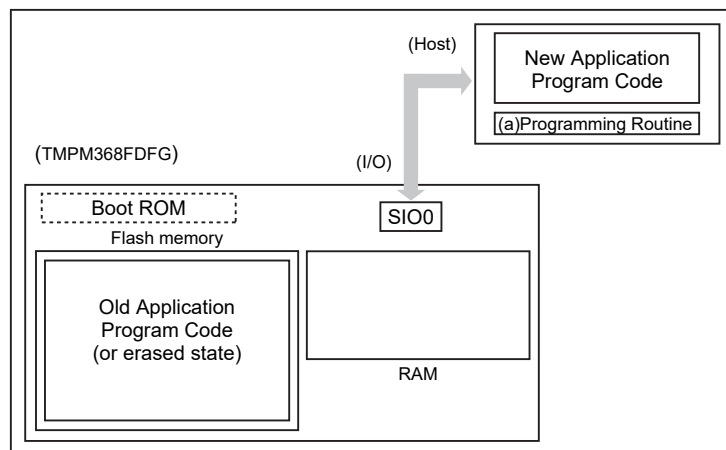 (Host)
New Application
Program Code
(a)Programming Routine
(TMPM368FDFG)
(I/O)
Boot ROM
SIO0
Flash memory
Old Application
Program Code
(or erased state)
RAM